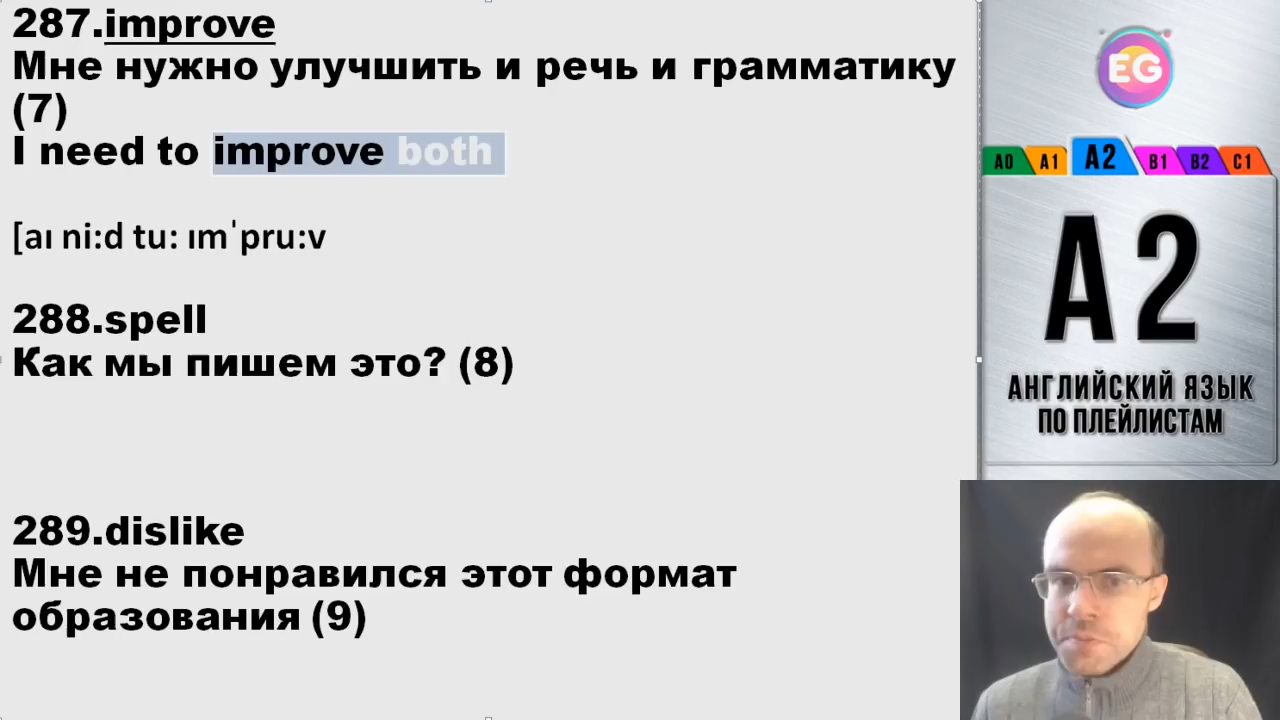 287.improve
Мне нужно улучшить и речь и грамматику
(7)
I need to improve both
[aı ni:d tu: ımˈpru:v
288.spell
Как мы пишем это? (8)
289.dislike
Мне не понравился этот формат
образования (9)
EG
A0 A1 A2 B1 B2 C1
A2
АНГЛИЙСКИЙ ЯЗЫК
ПО ПЛЕЙЛИСТАМ